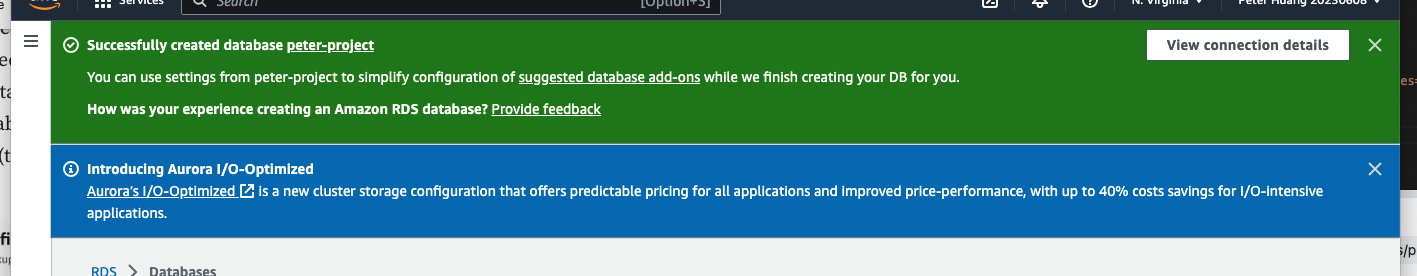 Services
Search
[Option+S]
N. Virginia
Peter Huang 20230608
Successfully created database peter-project
View connection details
You can use settings from peter-project to simplify configuration of suggested database add-ons while we finish creating your DB for you.
How was your experience creating an Amazon RDS database? Provide feedback
Introducing Aurora I/O-Optimized
Aurora's I/O-Optimized is a new cluster storage configuration that offers predictable pricing for all applications and improved price-performance, with up to 40% costs savings for I/O-intensive
applications.
RDS > Databases